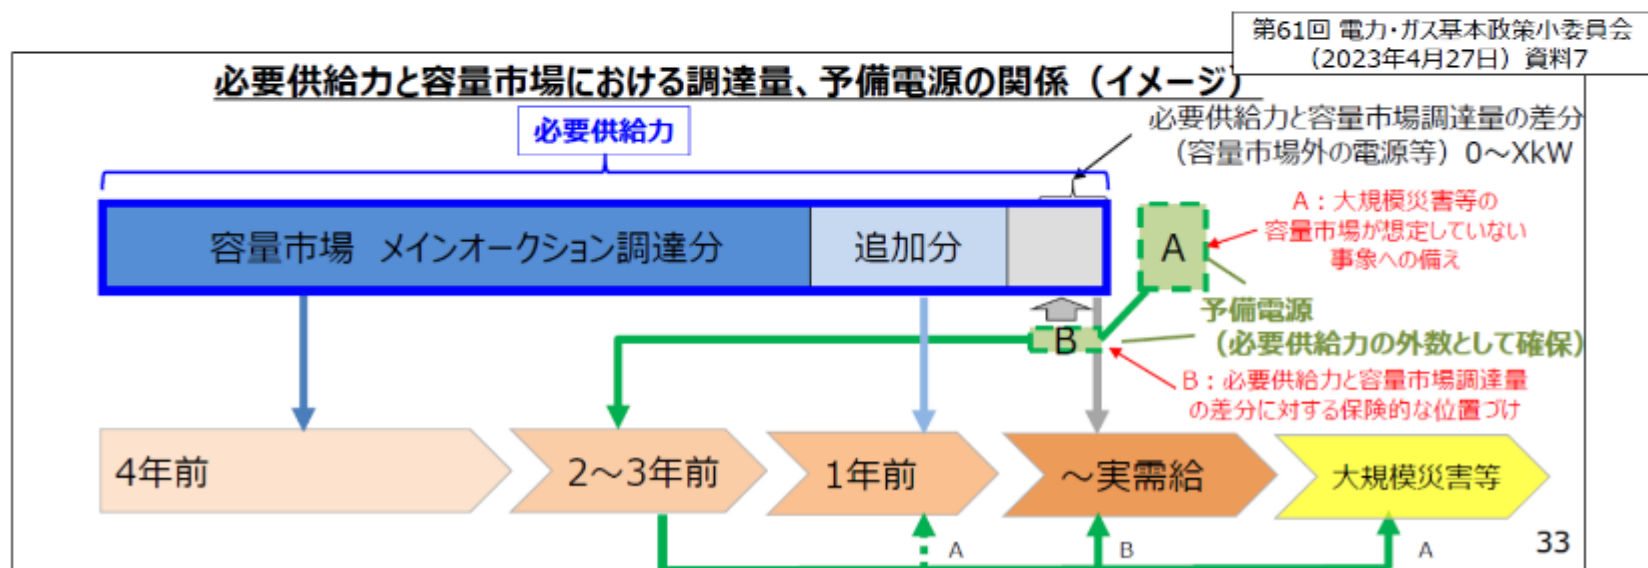 第61回 電力・ガス基本政策小委員会
（2023年4月27日）資料7
必要供給力と容量市場における調達量、予備電源の関係（イメージ）
必要供給力
必要供給力と容量市場調達量の差分
（容量市場外の電源等）0～XkW
容量市場　メインオークション調達分
追加分
A
A：大規模災害等の
容量市場が想定していない
事象への備え
予備電源
（必要供給力の外数として確保）
B
B：必要供給力と容量市場調達量
の差分に対する保険的な位置づけ
4年前
2～3年前
1年前
～実需給
大規模災害等
A
B
A
33